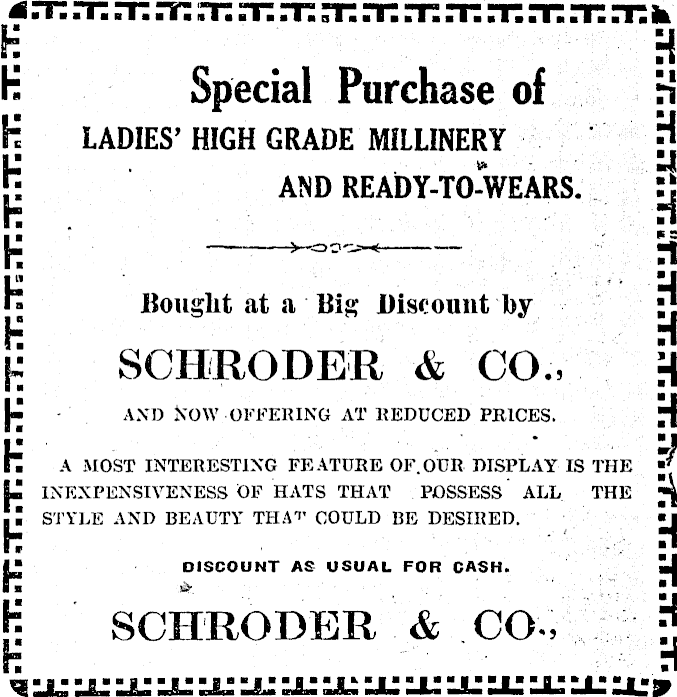 Special Purchase of
LADIES' HIGH GRADE MILLINERY
AND READY-TO-WEARS.
Bought at a Big Discount by
SCHRODER & CO.,
AND NOW OFFERING AT REDUCED PRICES.
A MOST INTERESTING FEATURE OF OUR DISPLAY IS THE
INEXPENSIVENESS OF HATS THAT POSSESS ALL THE
STYLE AND BEAUTY THAT COULD BE DESIRED.
DISCOUNT AS USUAL FOR CASH.
SCHRODER & CO.,